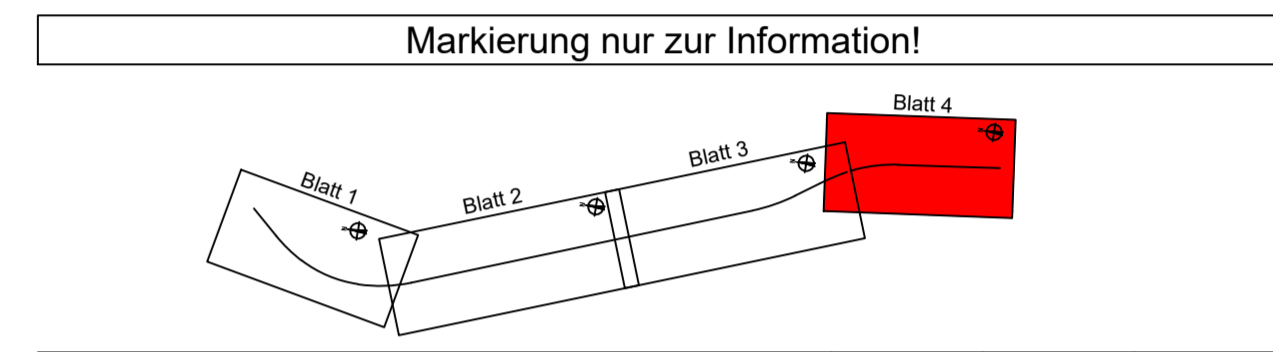 Markierung nur zur Information!
Blatt 1
Blatt 2
Blatt 3
Blatt 4